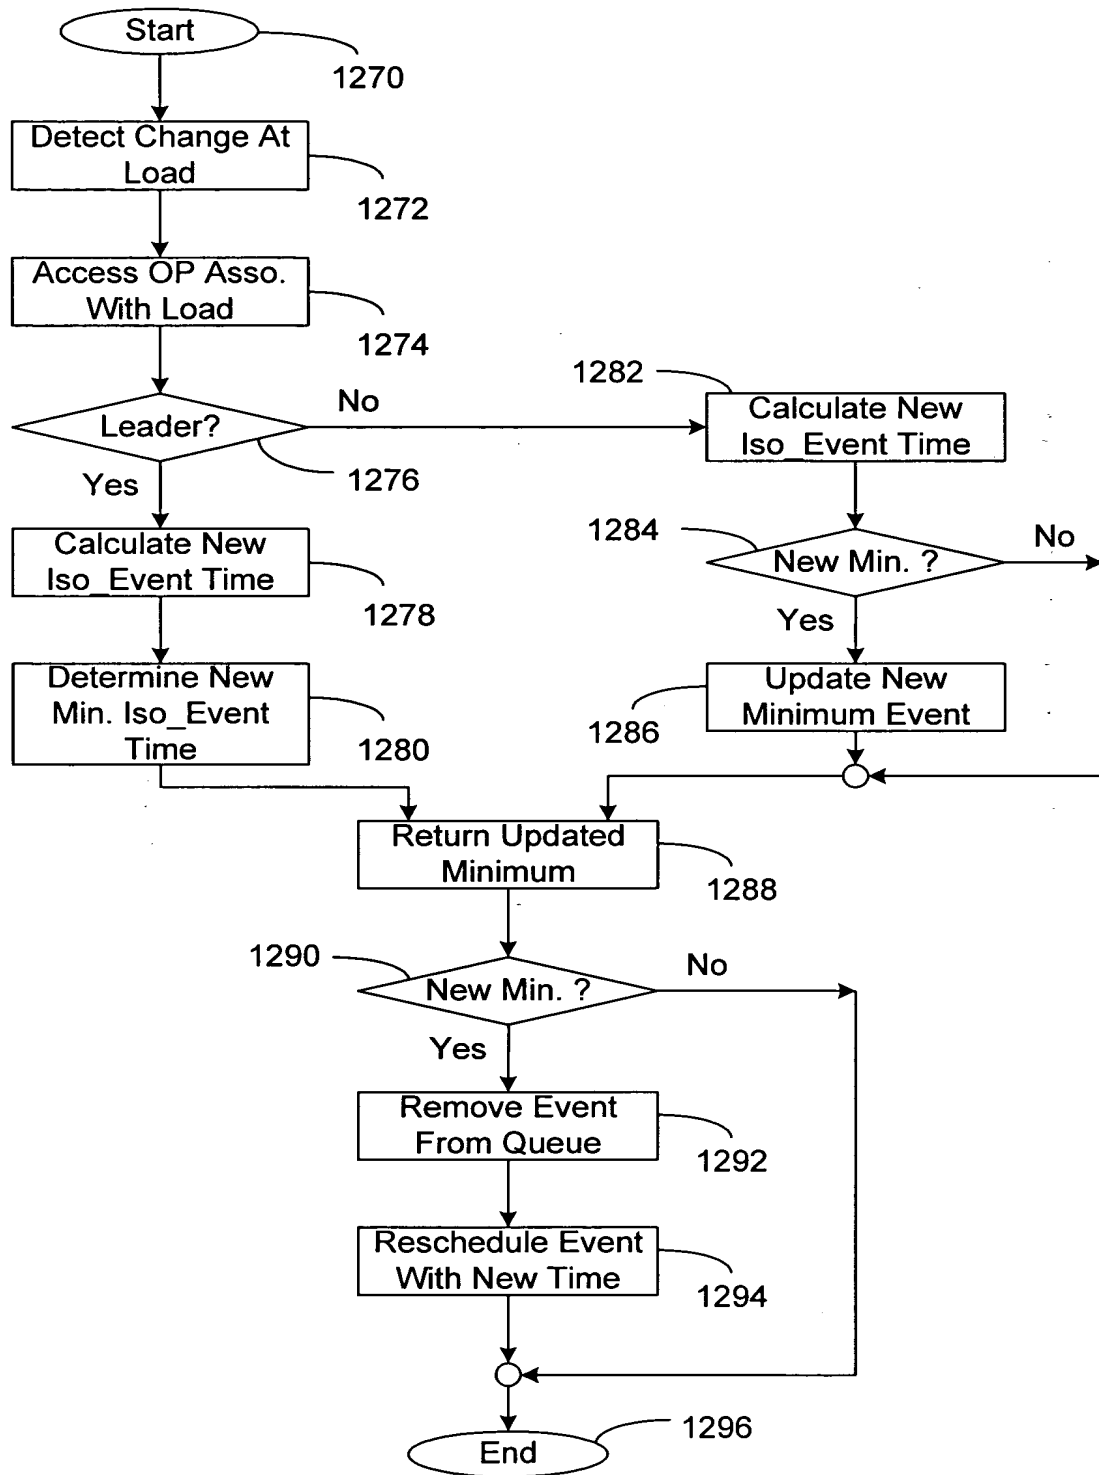 Start
1270
Detect Change At
Load
1272
Access OP Asso.
With Load
1274
Leader?
No
1276
Yes
1282
Calculate New
Iso_Event Time
Calculate New
Iso_Event Time
1278
1284
New Min. ?
No
Yes
Determine New
Min. Iso_Event
Time
1280
Update New
Minimum Event
1286
Return Updated
Minimum
1288
1290
New Min. ?
No
Yes
Remove Event
From Queue
1292
Reschedule Event
With New Time
1294
End
1296